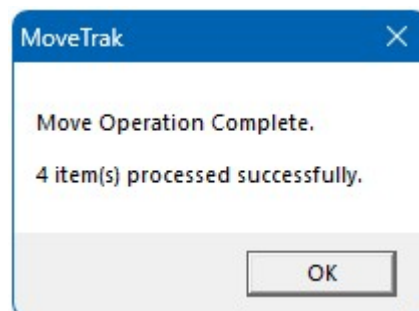 MoveTrak
Move Operation Complete.
4 item(s) processed successfully.
OK